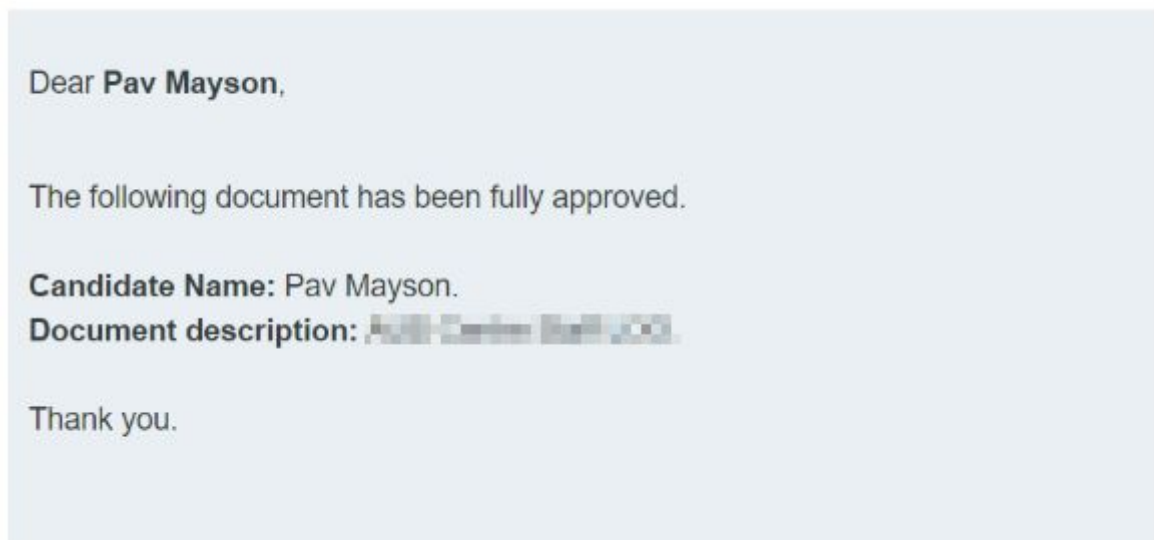 Dear Pav Mayson,
The following document has been fully approved.
Candidate Name: Pav Mayson.
Document description:
Thank you.